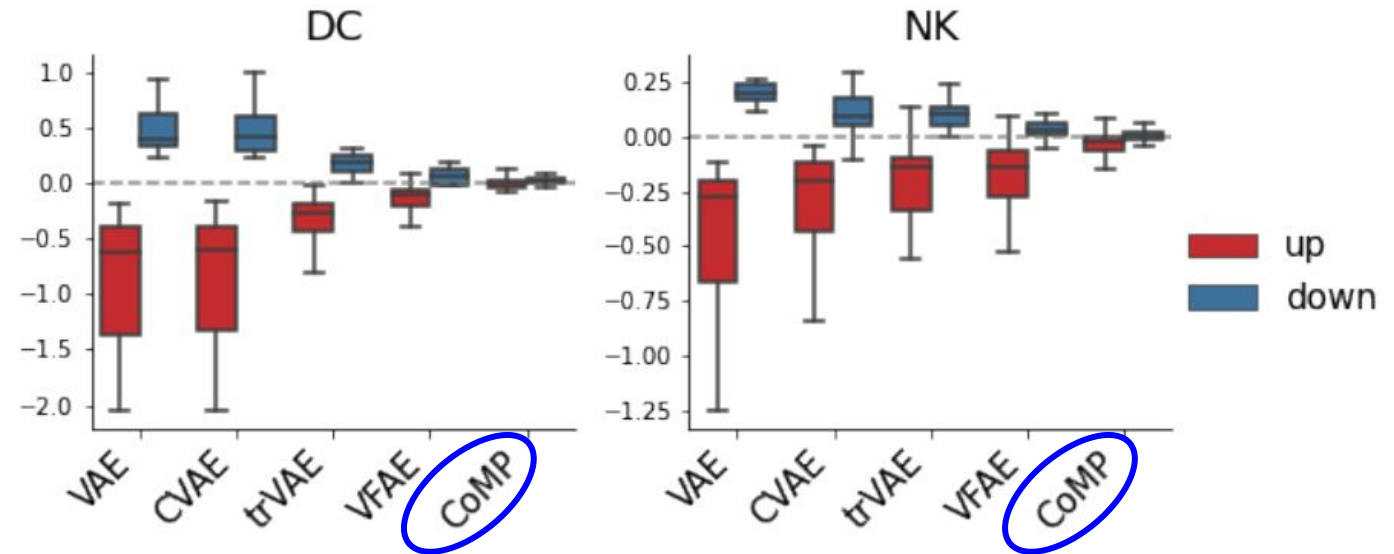 DC
1.0
0.5
0.0
−0.5
−1.0
−1.5
−2.0
VAE
CVAE
trVAE
VFAE
CoMP
NK
0.25
0.00
−0.25
−0.50
−0.75
−1.00
−1.25
VAE
CVAE
trVAE
VFAE
CoMP
up
down